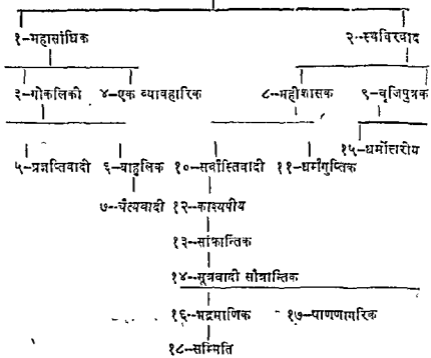 १-महासांघिक २-स्थविरवाद
३-गोकलिकी ४-एक व्यावहारिक ८-महीशासक ९-वृजिपुत्रक
१५-धर्मोत्तरीय
५-प्रज्ञप्तिवादी ६-बाहुलिक १०-सर्वास्तिवादी ११-धर्मगुप्तिक
७-चैत्यवादी १२-काश्यपीय
१३-सांक्रान्तिक
१४-सूत्रवादी सौत्रान्तिक
१६-भद्रमाणिक १७-पाणणागरिक
१८-सम्मिति